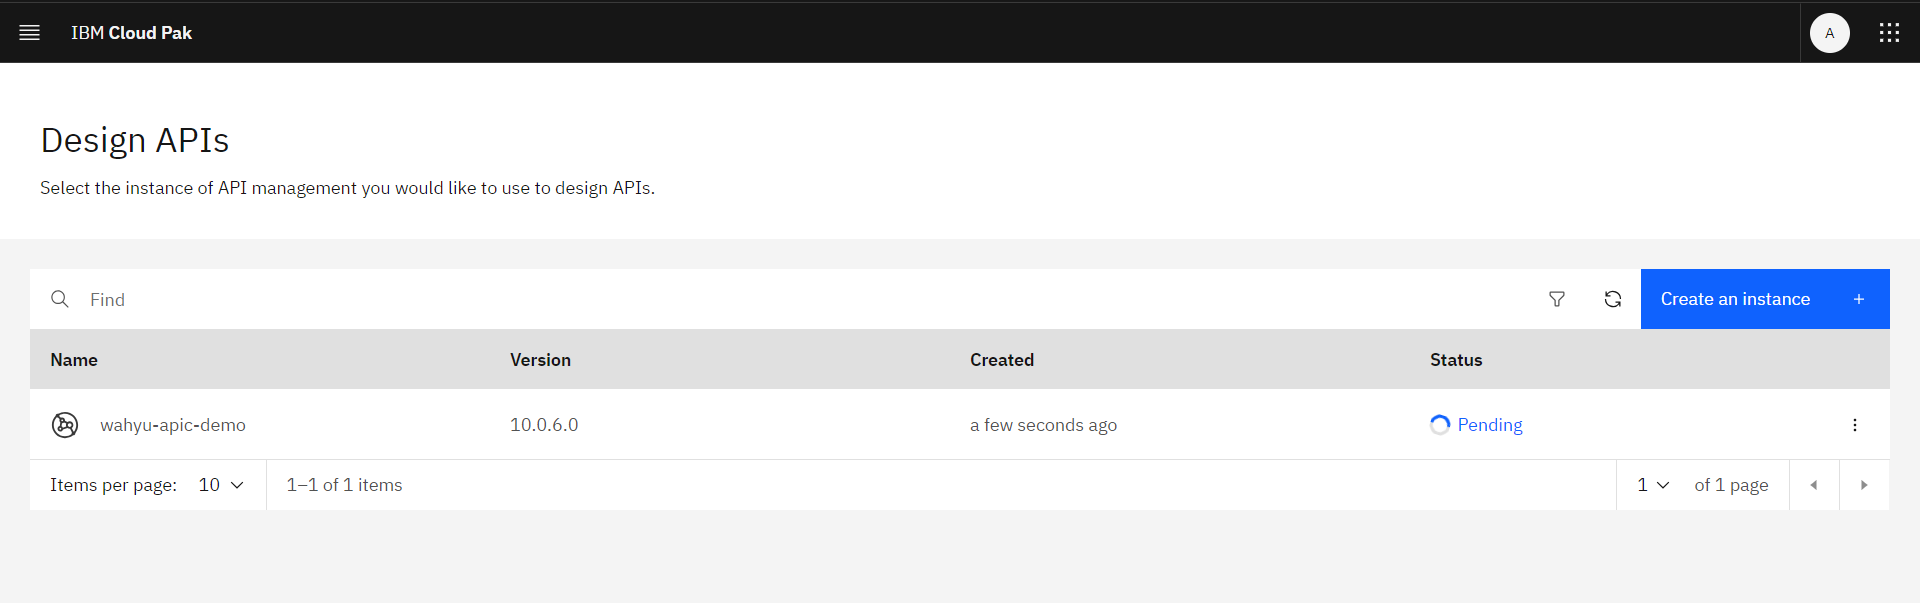 IBM Cloud Pak
A
Design APIs
Select the instance of API management you would like to use to design APIs.
Find
Create an instance +
Name Version Created Status
wahyu-apic-demo 10.0.6.0 a few seconds ago Pending
Items per page: 10 1–1 of 1 items 1 of 1 page